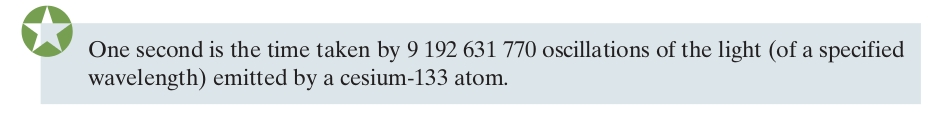 One second is the time taken by 9 192 631 770 oscillations of the light (of a specified
wavelength) emitted by a cesium-133 atom.